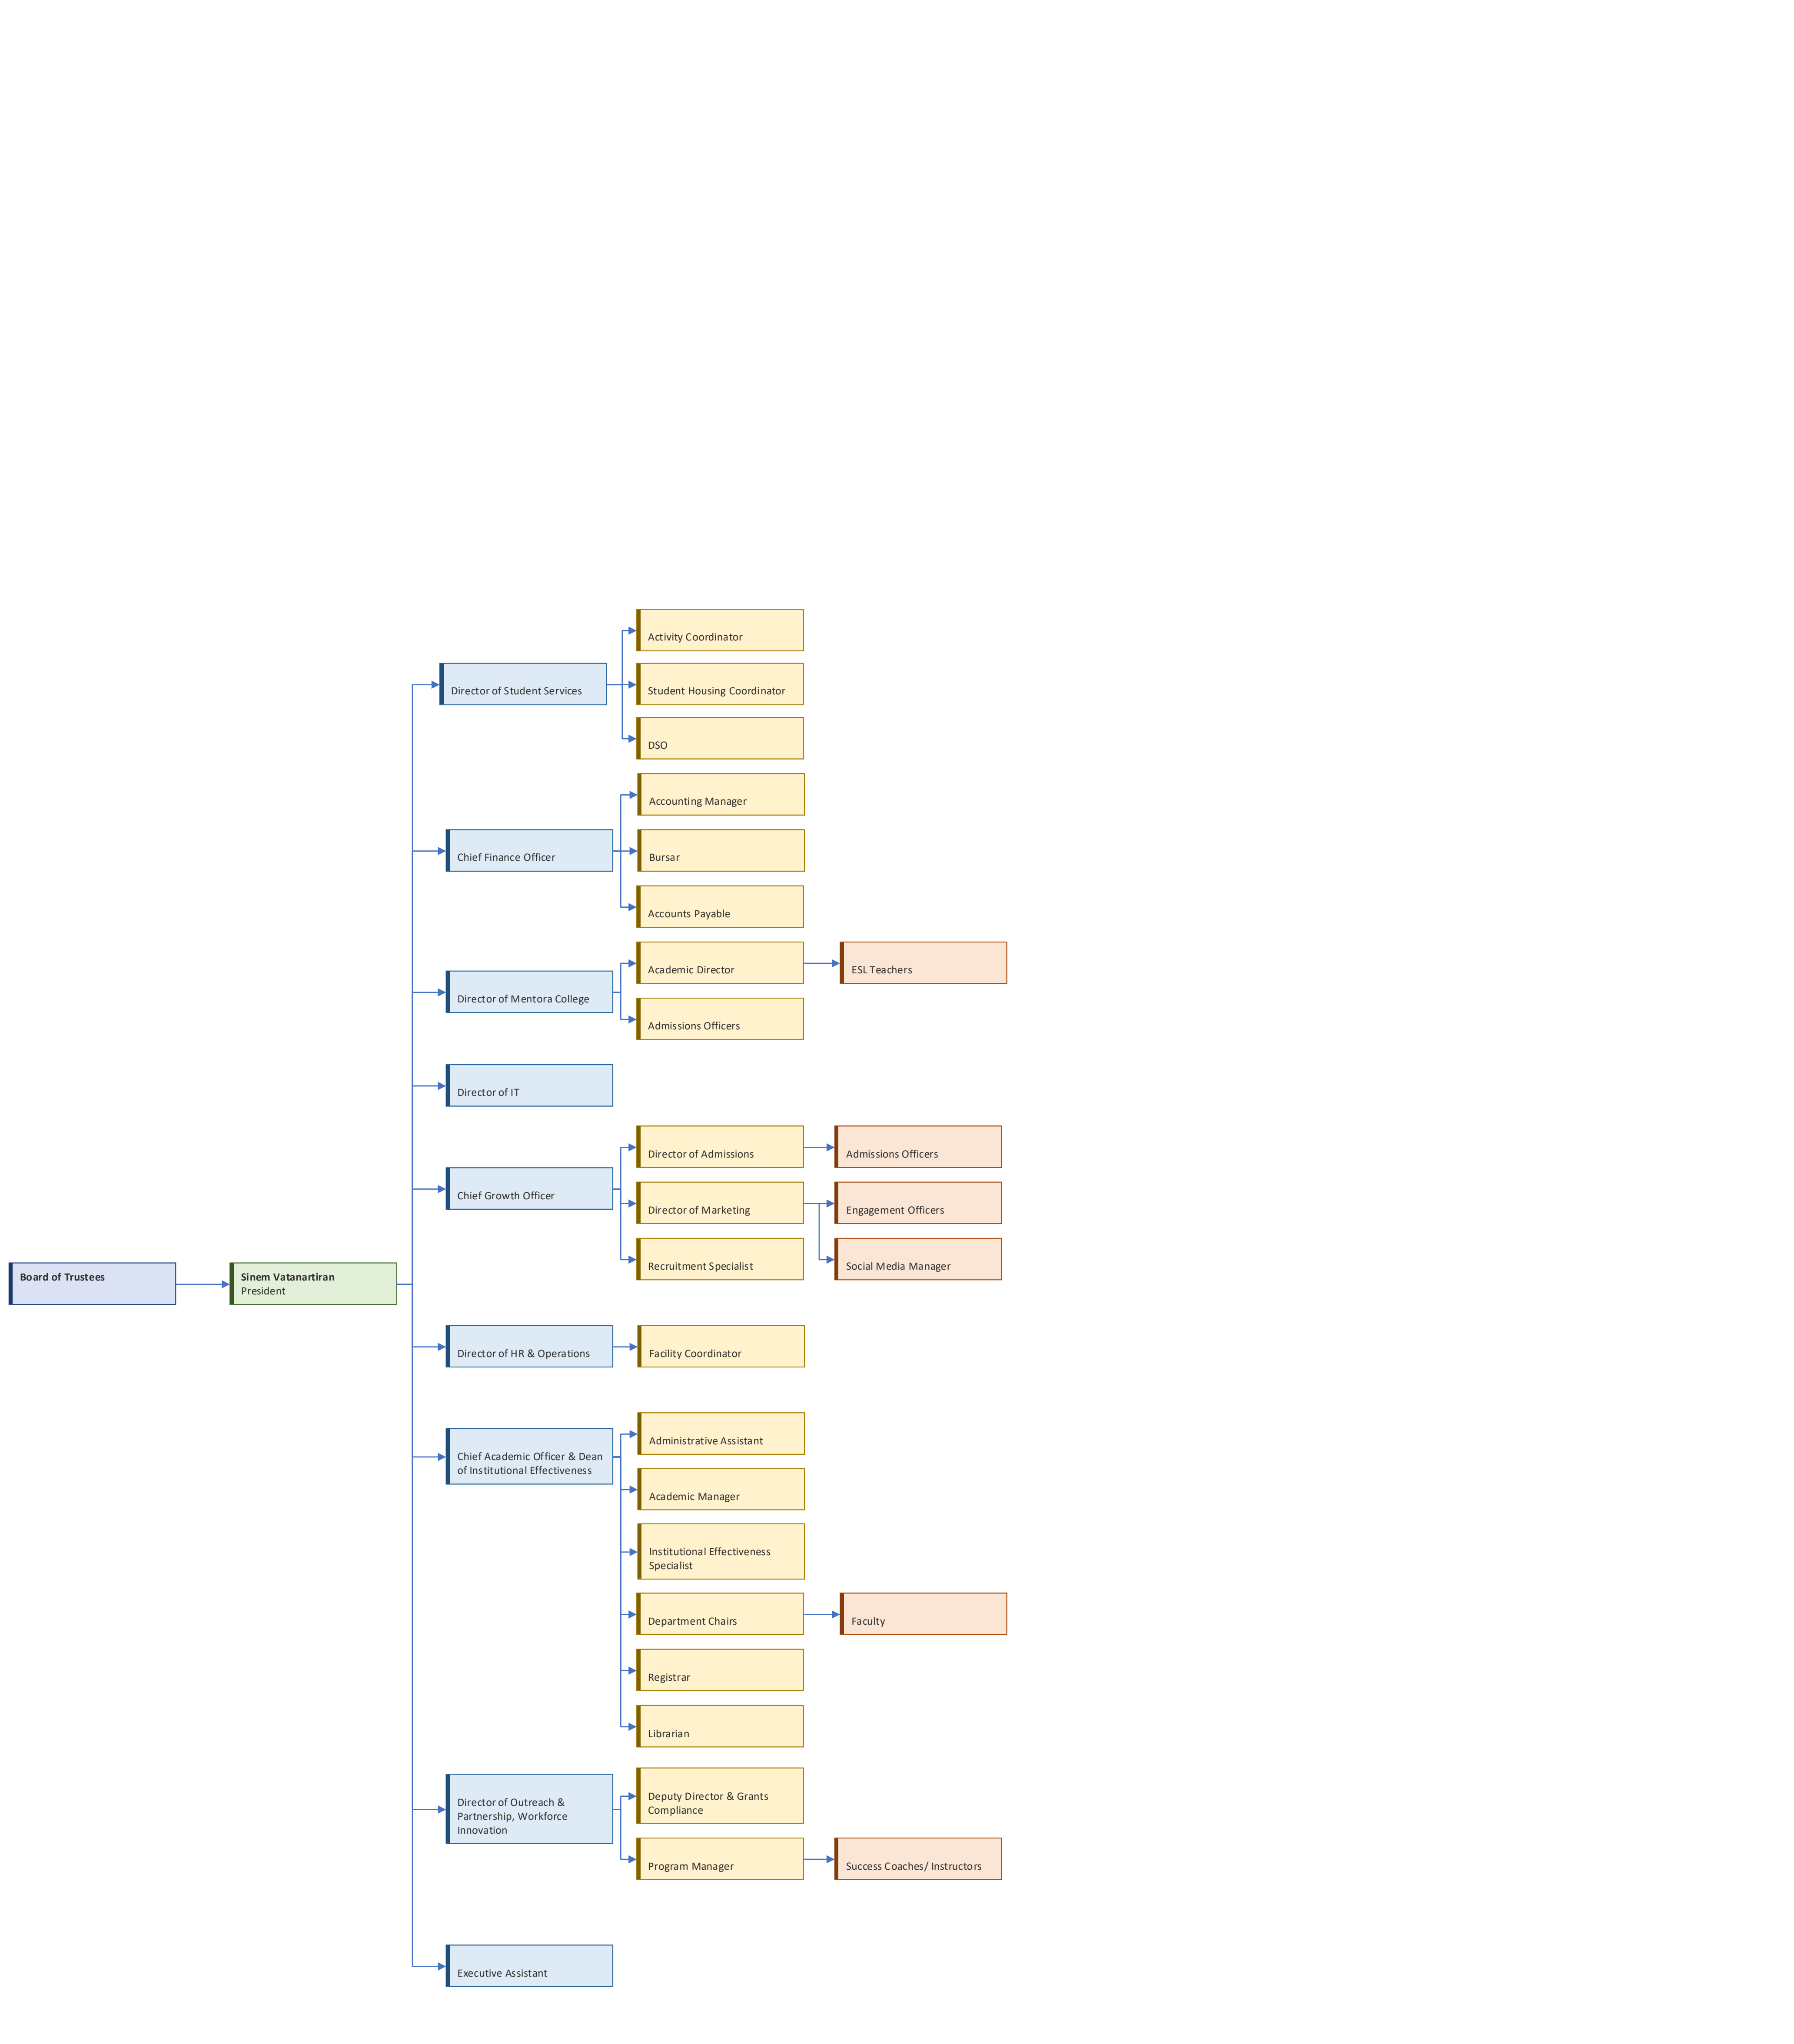 Activity Coordinator
Director of Student Services
Student Housing Coordinator
DSO
Accounting Manager
Chief Finance Officer
Bursar
Accounts Payable
Academic Director
ESL Teachers
Director of Mentora College
Admissions Officers
Director of IT
Director of Admissions
Admissions Officers
Chief Growth Officer
Director of Marketing
Engagement Officers
Recruitment Specialist
Social Media Manager
Board of Trustees
Sinem Vatanartiran
President
Director of HR & Operations
Facility Coordinator
Administrative Assistant
Chief Academic Officer & Dean
of Institutional Effectiveness
Academic Manager
Institutional Effectiveness
Specialist
Department Chairs
Faculty
Registrar
Librarian
Director of Outreach &
Partnership, Workforce
Innovation
Deputy Director & Grants
Compliance
Program Manager
Success Coaches/ Instructors
Executive Assistant